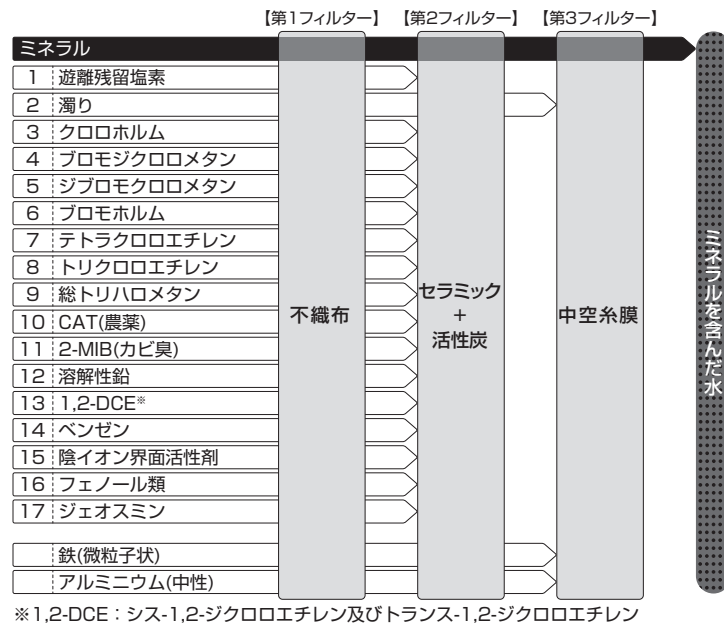 【第1フィルター】 【第2フィルター】 【第3フィルター】
ミネラル
1 遊離残留塩素
2 濁り
3 クロロホルム
4 ブロモジクロロメタン
5 ジブロモクロロメタン
6 ブロモホルム
7 テトラクロロエチレン
8 トリクロロエチレン
9 総トリハロメタン
10 CAT(農薬)
11 2-MIB(カビ臭)
12 溶解性鉛
13 1,2-DCE※
14 ベンゼン
15 陰イオン界面活性剤
16 フェノール類
17 ジェオスミン
鉄(微粒子状)
アルミニウム(中性)
不織布
セラミック
+
活性炭
中空糸膜
ミネラルを含んだ水
※1,2-DCE：シス-1,2-ジクロロエチレン及びトランス-1,2-ジクロロエチレン